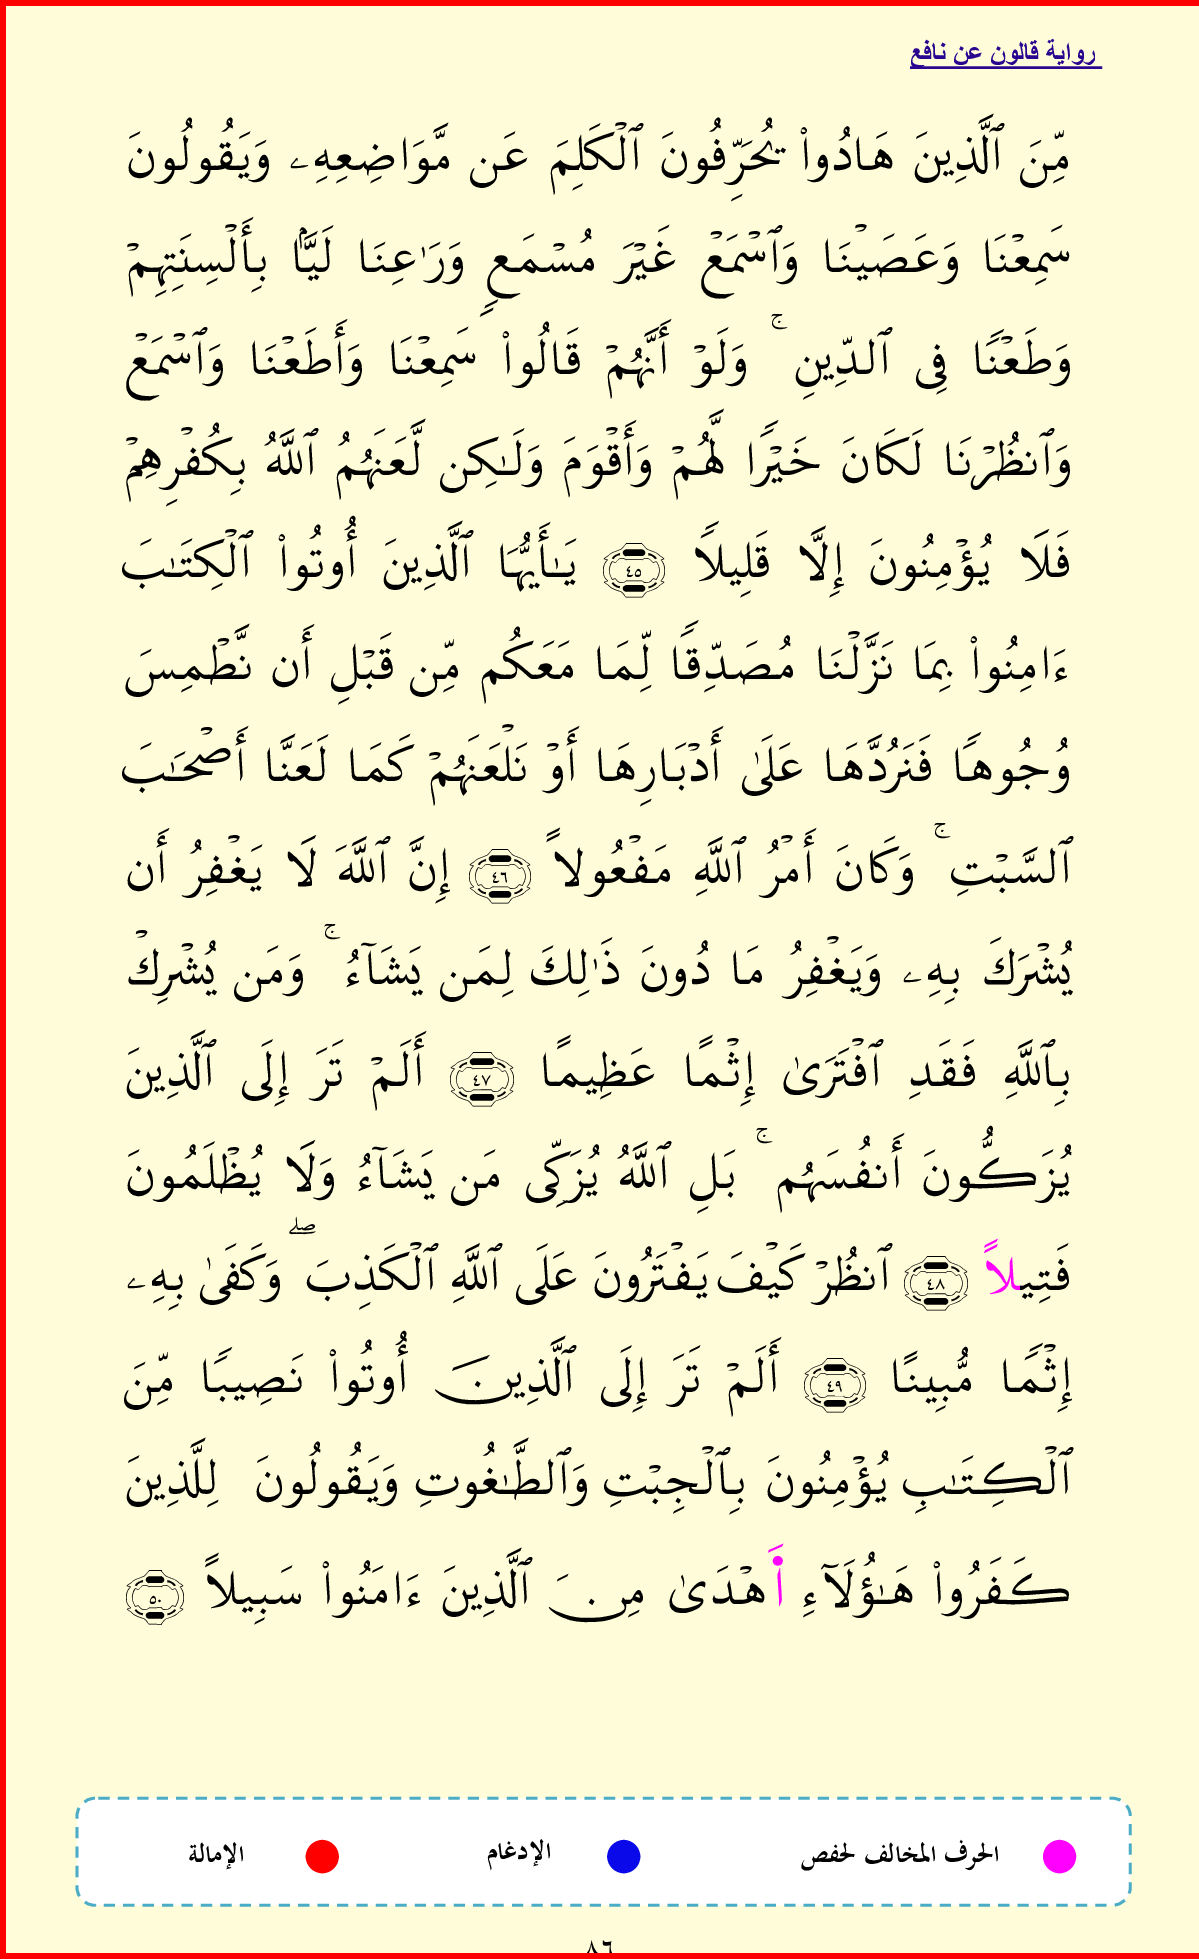 رواية قالون عن نافع
مِّنَ ٱلَّذِينَ هَادُواْ يُحَرِّفُونَ ٱلْكَلِمَ عَن مَّوَاضِعِهِۦ وَيَقُولُونَ
سَمِعْنَا وَعَصَيْنَا وَٱسْمَعْ غَيْرَ مُسْمَعٍ وَرَٰعِنَا لَيَّۢا بِأَلْسِنَتِهِمْ
وَطَعْنًا فِى ٱلدِّينِ ۚ وَلَوْ أَنَّهُمْ قَالُواْ سَمِعْنَا وَأَطَعْنَا وَٱسْمَعْ
وَٱنظُرْنَا لَكَانَ خَيْرًا لَّهُمْ وَأَقْوَمَ وَلَٰكِن لَّعَنَهُمُ ٱللَّهُ بِكُفْرِهِمْ
فَلَا يُؤْمِنُونَ إِلَّا قَلِيلاً ٤٥ يَٰأَيُّهَا ٱلَّذِينَ أُوتُواْ ٱلْكِتَٰبَ
ءَامِنُواْ بِمَا نَزَّلْنَا مُصَدِّقًا لِّمَا مَعَكُم مِّن قَبْلِ أَن نَّطْمِسَ
وُجُوهًا فَنَرُدَّهَا عَلَىٰ أَدْبَارِهَا أَوْ نَلْعَنَهُمْ كَمَا لَعَنَّا أَصْحَٰبَ
ٱلسَّبْتِ ۚ وَكَانَ أَمْرُ ٱللَّهِ مَفْعُولاً ٤٦ إِنَّ ٱللَّهَ لَا يَغْفِرُ أَن
يُشْرَكَ بِهِۦ وَيَغْفِرُ مَا دُونَ ذَٰلِكَ لِمَن يَشَآءُ ۚ وَمَن يُشْرِكْ
بِٱللَّهِ فَقَدِ ٱفْتَرَىٰ إِثْمًا عَظِيمًا ٤٧ أَلَمْ تَرَ إِلَى ٱلَّذِينَ
يُزَكُّونَ أَنفُسَهُم ۚ بَلِ ٱللَّهُ يُزَكِّى مَن يَشَآءُ وَلَا يُظْلَمُونَ
فَتِيلاً ٤٨ ٱنظُرْ كَيْفَ يَفْتَرُونَ عَلَى ٱللَّهِ ٱلْكَذِبَ ۖ وَكَفَىٰ بِهِۦ
إِثْمًا مُّبِينًا ٤٩ أَلَمْ تَرَ إِلَى ٱلَّذِينَ أُوتُواْ نَصِيبًا مِّنَ
ٱلْكِتَٰبِ يُؤْمِنُونَ بِٱلْجِبْتِ وَٱلطَّٰغُوتِ وَيَقُولُونَ لِلَّذِينَ
كَفَرُواْ هَٰؤُلَآءِ أَهْدَىٰ مِنَ ٱلَّذِينَ ءَامَنُواْ سَبِيلاً ٥٠
الحرف المخالف لحفص الإدغام الإمالة
٨٦